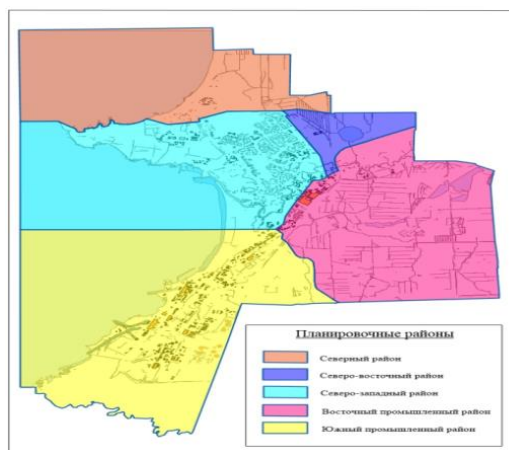 Планировочные районы
Северный район
Северо-восточный район
Северо-западный район
Восточный промышленный район
Южный промышленный район